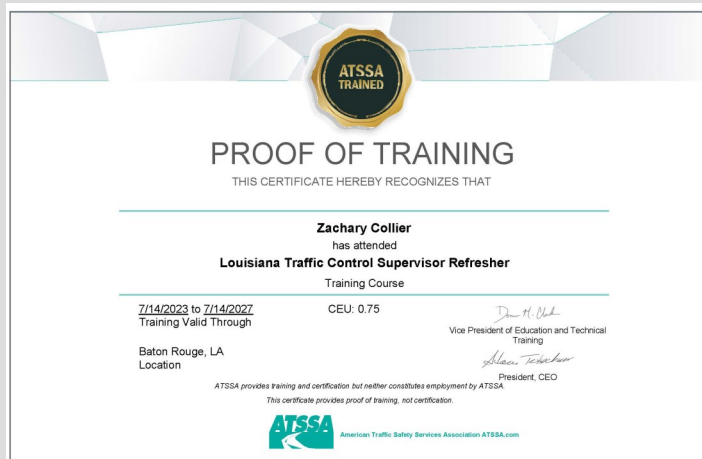 ATSSA
TRAINED
PROOF OF TRAINING
THIS CERTIFICATE HEREBY RECOGNIZES THAT
Zachary Collier
has attended
Louisiana Traffic Control Supervisor Refresher
Training Course
7/14/2023 to 7/14/2027
Training Valid Through
CEU: 0.75
Vice President of Education and Technical
Training
Baton Rouge, LA
Location
President, CEO
ATSSA provides training and certification but neither constitutes employment by ATSSA.
This certificate provides proof of training, not certification.
ATSSA
American Traffic Safety Services Association ATSSA.com